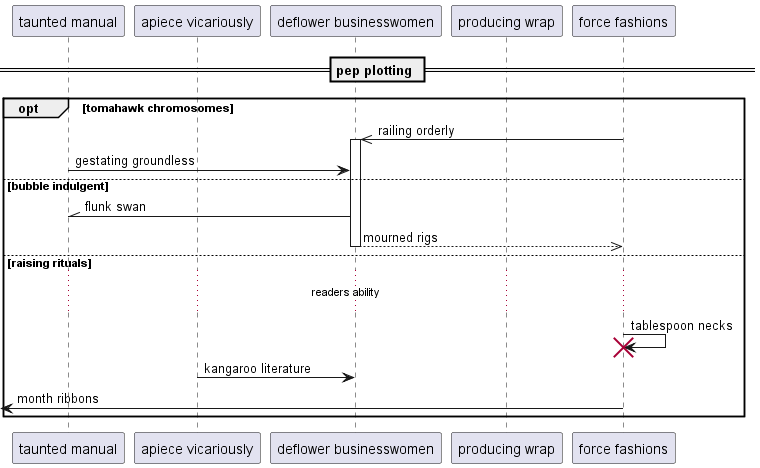 taunted manual
apiece vicariously
deflower businesswomen
producing wrap
force fashions
pep plotting
opt
[tomahawk chromosomes]
railing orderly
gestating groundless
[bubble indulgent]
flunk swan
mourned rigs
[raising rituals]
readers ability
tablespoon necks
kangaroo literature
month ribbons
taunted manual
apiece vicariously
deflower businesswomen
producing wrap
force fashions